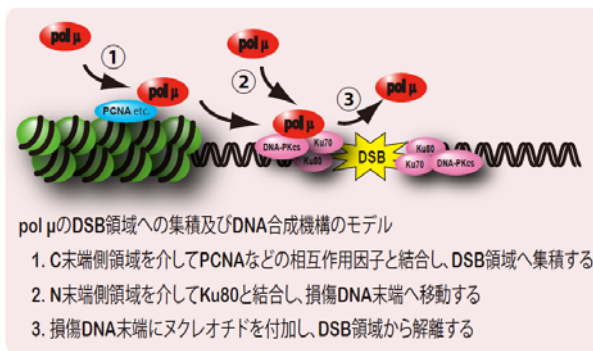 pol μ
pol μ
①
②
③
pol μ
pol μ
PCNA etc.
pol μ
DNA-PKcs
Ku70
Ku80
DSB
Ku80
Ku70
DNA-PKcs
pol μのDSB領域への集積及びDNA合成機構のモデル
1. C末端側領域を介してPCNAなどの相互作用因子と結合し、DSB領域へ集積する
2. N末端側領域を介してKu80と結合し、損傷DNA末端へ移動する
3. 損傷DNA末端にヌクレオチドを付加し、DSB領域から解離する